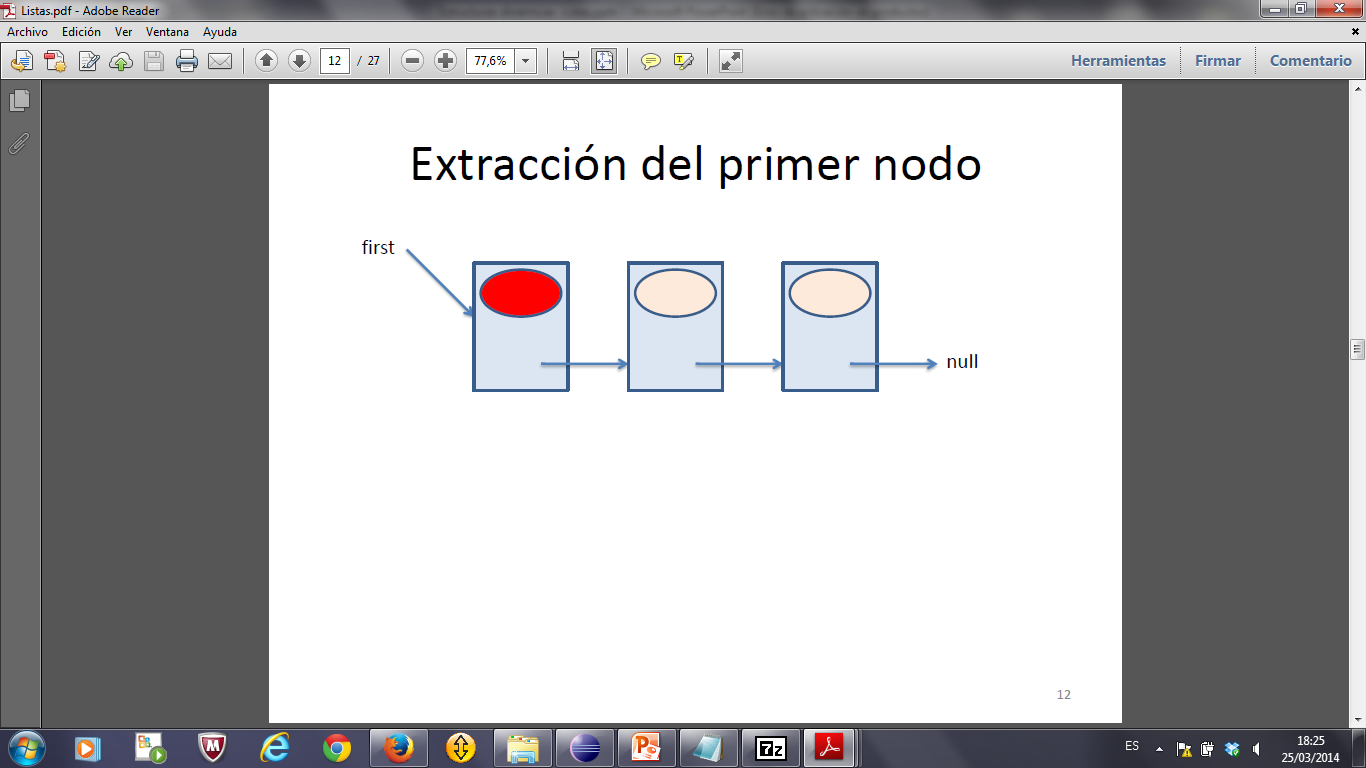 Listas.pdf - Adobe Reader
Archivo Edición Ver Ventana Ayuda
12 / 27 77,6% Herramientas Firmar Comentario
Extracción del primer nodo
first
null
12
ES 18:25
25/03/2014